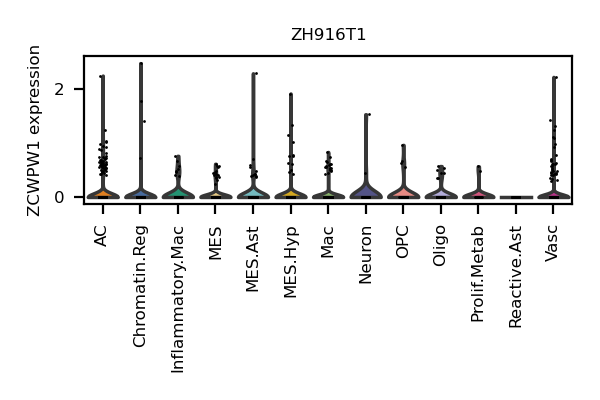 ZH916T1
ZCWPW1 expression
2
0
AC
Chromatin.Reg
Inflammatory.Mac
MES
MES.Ast
MES.Hyp
Mac
Neuron
OPC
Oligo
Prolif.Metab
Reactive.Ast
Vasc